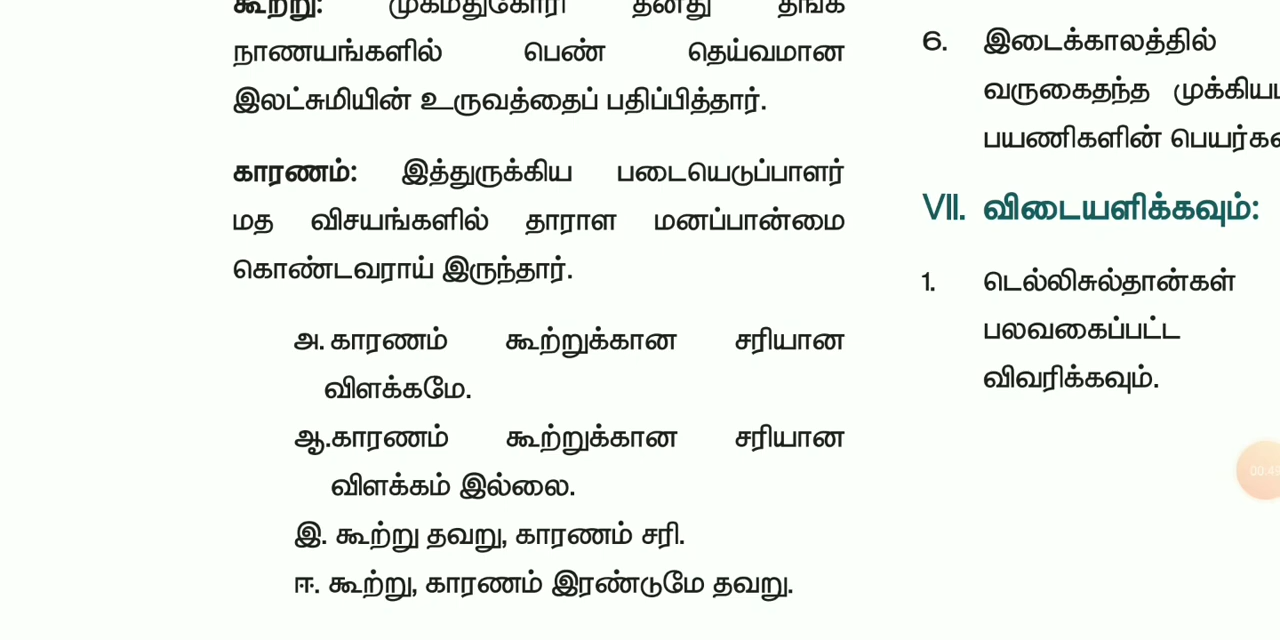 கூற்று: முகமதுகோரி தனது தங்க
நாணயங்களில் பெண் தெய்வமான
இலட்சுமியின் உருவத்தைப் பதிப்பித்தார்.
காரணம்: இத்துருக்கிய படையெடுப்பாளர்
மத விசயங்களில் தாராள மனப்பான்மை
கொண்டவராய் இருந்தார்.
அ. காரணம் கூற்றுக்கான சரியான
விளக்கமே.
ஆ.காரணம் கூற்றுக்கான சரியான
விளக்கம் இல்லை.
இ. கூற்று தவறு, காரணம் சரி.
ஈ. கூற்று, காரணம் இரண்டுமே தவறு.
6. இடைக்காலத்தில்
வருகைதந்த
பயணிகளின்
VII. விடையளிக்கவும்:
1. டெல்லிசுல்தான்கள்
பலவகைப்பட்ட
விவரிக்கவும்.